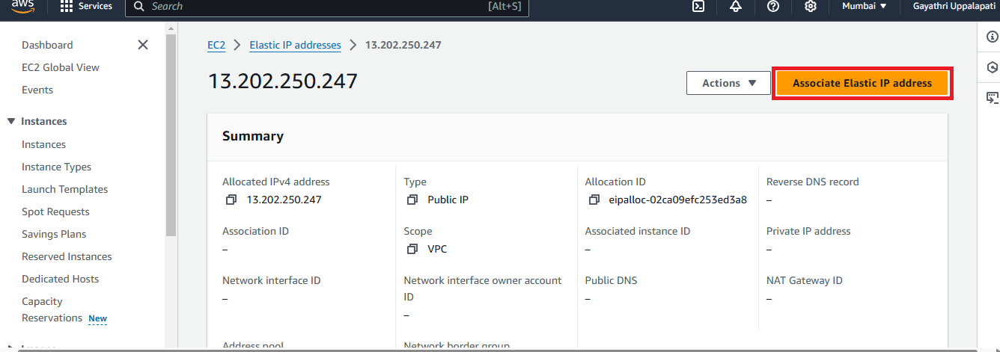 aws
Services
Search
[Alt+S]
Mumbai
Gayathri Uppalapati
Dashboard
EC2 Global View
Events
Instances
Instances
Instance Types
Launch Templates
Spot Requests
Savings Plans
Reserved Instances
Dedicated Hosts
Capacity
Reservations New
EC2 > Elastic IP addresses > 13.202.250.247
13.202.250.247
Actions
Associate Elastic IP address
Summary
Allocated IPv4 address
13.202.250.247
Type
Public IP
Allocation ID
eipalloc-02ca09efc253ed3a8
Reverse DNS record
–
Association ID
–
Scope
VPC
Associated instance ID
–
Private IP address
–
Network interface ID
–
Network interface owner account
ID
–
Public DNS
–
NAT Gateway ID
–
Address pool
Network border group